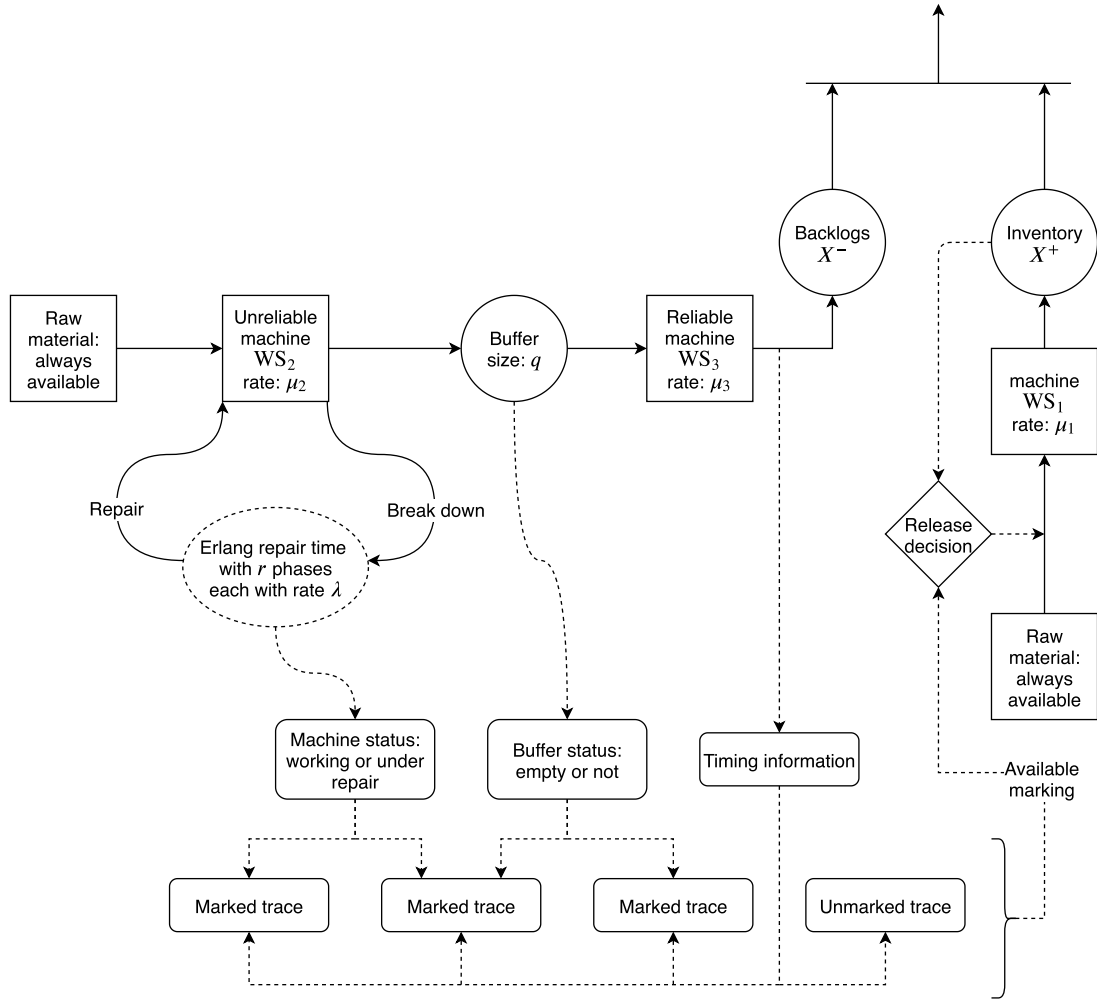 Backlogs
X⁻
Inventory
X⁺
Raw
material:
always
available
Unreliable
machine
WS₂
rate: μ₂
Buffer
size: q
Reliable
machine
WS₃
rate: μ₃
machine
WS₁
rate: μ₁
Repair
Break down
Erlang repair time
with r phases
each with rate λ
Release
decision
Raw
material:
always
available
Machine status:
working or under
repair
Buffer status:
empty or not
Timing information
Available
marking
Marked trace
Marked trace
Marked trace
Unmarked trace